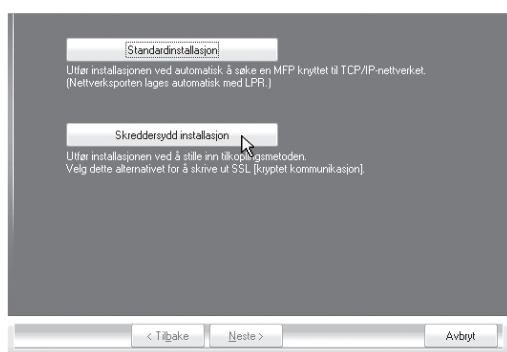 Standardinstallasjon
Utfør installasjonen ved automatisk å søke en MFP knyttet til TCP/IP-nettverket.
(Nettverksporten lages automatisk med LPR.)
Skreddersydd installasjon
Utfør installasjonen ved å stille inn tilkoplingsmetoden.
Velg dette alternativet for å skrive ut SSL [kryptet kommunikasjon].
< Tilbake
Neste >
Avbryt